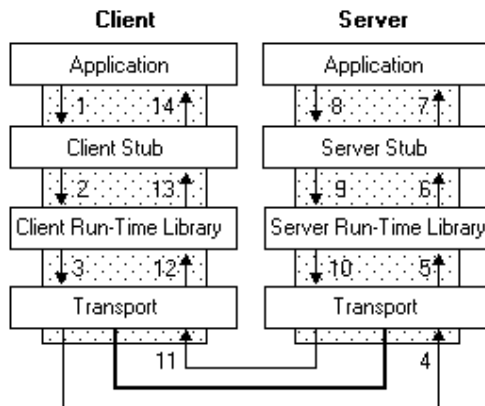 Client Server
Application Application
1 14 8 7
Client Stub Server Stub
2 13 9 6
Client Run-Time Library Server Run-Time Library
3 12 10 5
Transport Transport
11 4